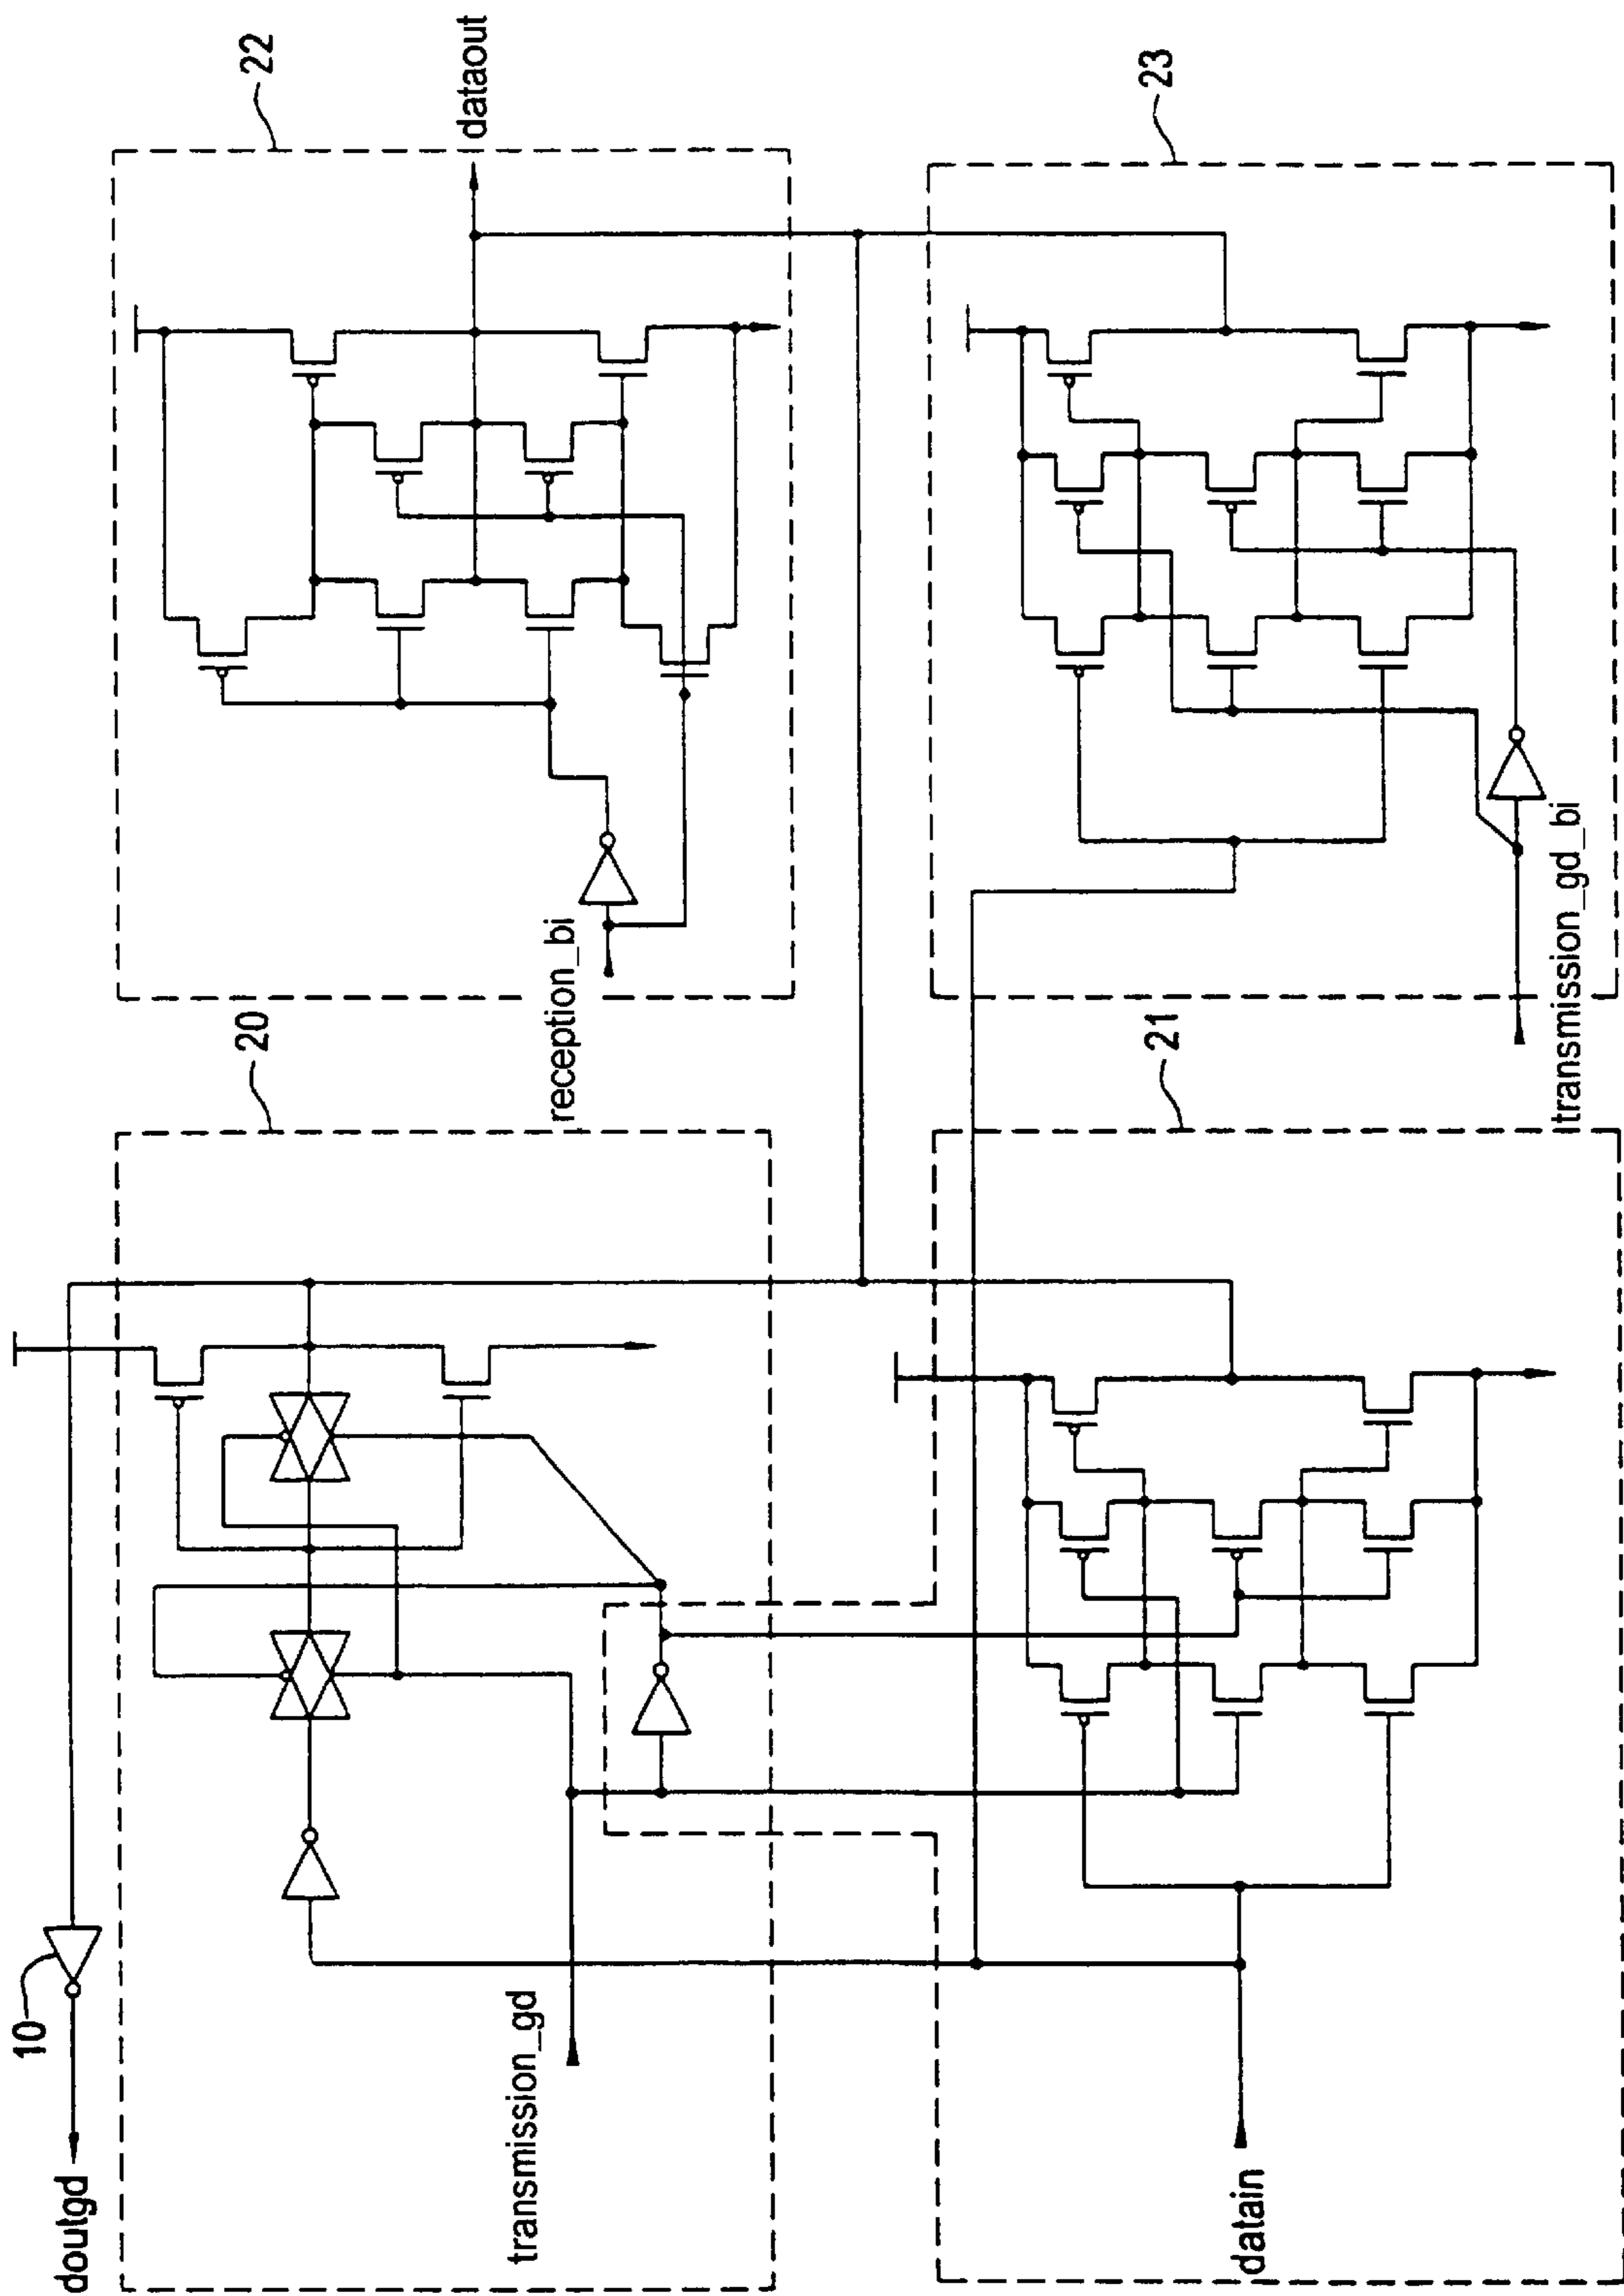 22
dataout
23
20
reception_bi
21
transmission_gd_bi
10
doutgd
transmission_gd
datain